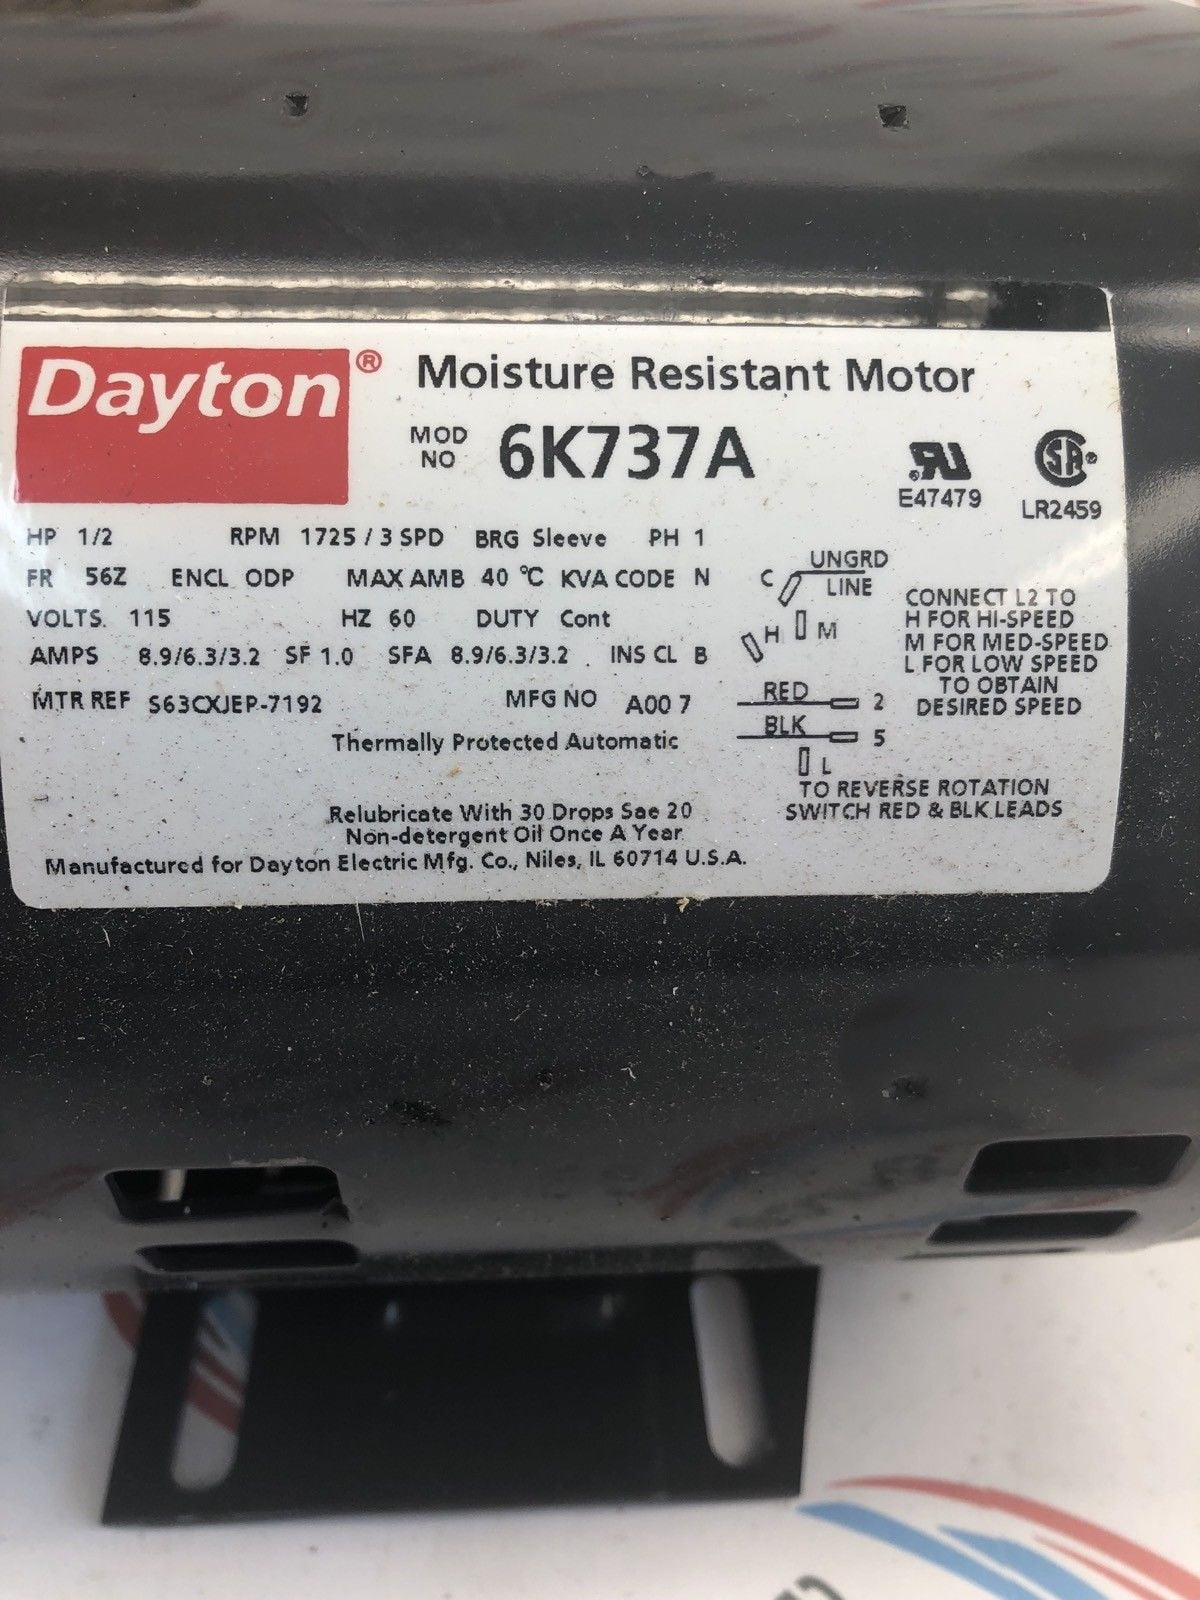 Dayton®
Moisture Resistant Motor
MOD NO 6K737A
E47479
LR2459
HP 1/2 RPM 1725 / 3 SPD BRG Sleeve PH 1
FR 56Z ENCL ODP MAX AMB 40 °C KVA CODE N
VOLTS. 115 HZ 60 DUTY Cont
AMPS 8.9/6.3/3.2 SF 1.0 SFA 8.9/6.3/3.2 INS CL B
MTR REF S63CXJEP-7192 MFG NO A00 7
Thermally Protected Automatic
Relubricate With 30 Drops Sae 20
Non-detergent Oil Once A Year
Manufactured for Dayton Electric Mfg. Co., Niles, IL 60714 U.S.A.
C UNGRD
LINE
H M
RED 2
BLK 5
L
CONNECT L2 TO
H FOR HI-SPEED
M FOR MED-SPEED
L FOR LOW SPEED
TO OBTAIN
DESIRED SPEED
TO REVERSE ROTATION
SWITCH RED & BLK LEADS